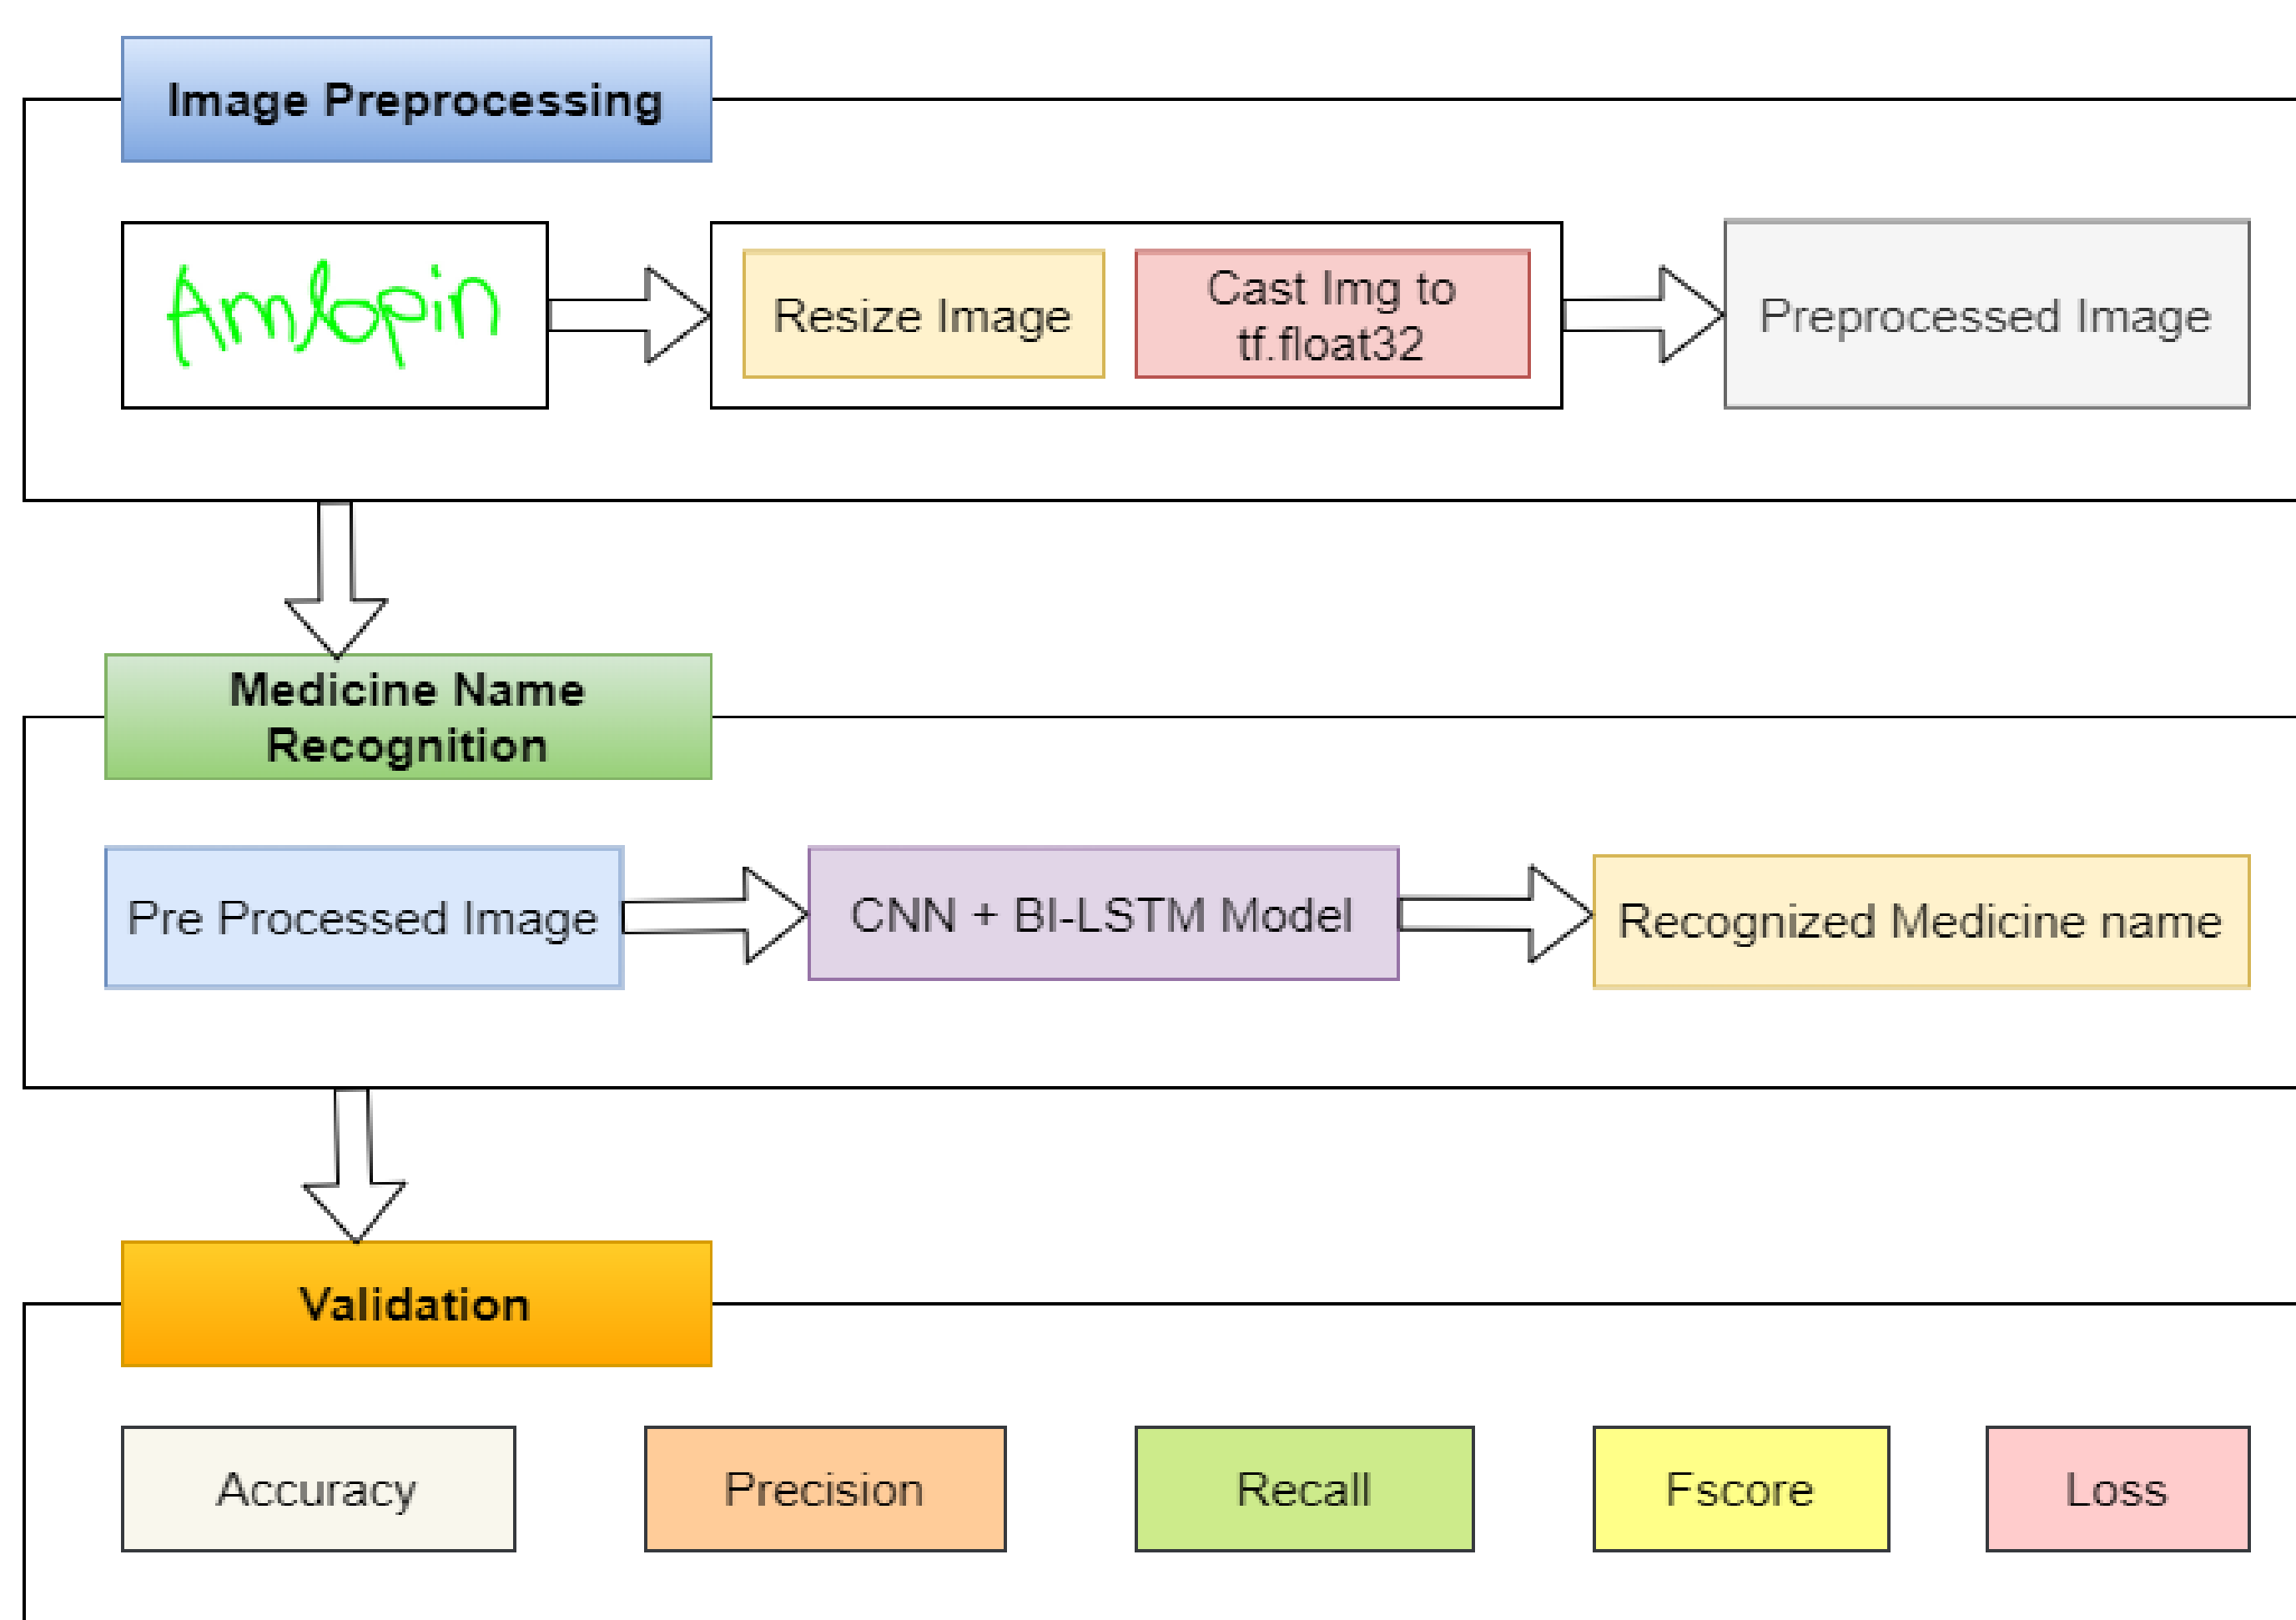 Image Preprocessing
Amlopin
Resize Image
Cast Img to
tf.float32
Preprocessed Image
Medicine Name
Recognition
Pre Processed Image
CNN + BI-LSTM Model
Recognized Medicine name
Validation
Accuracy
Precision
Recall
Fscore
Loss